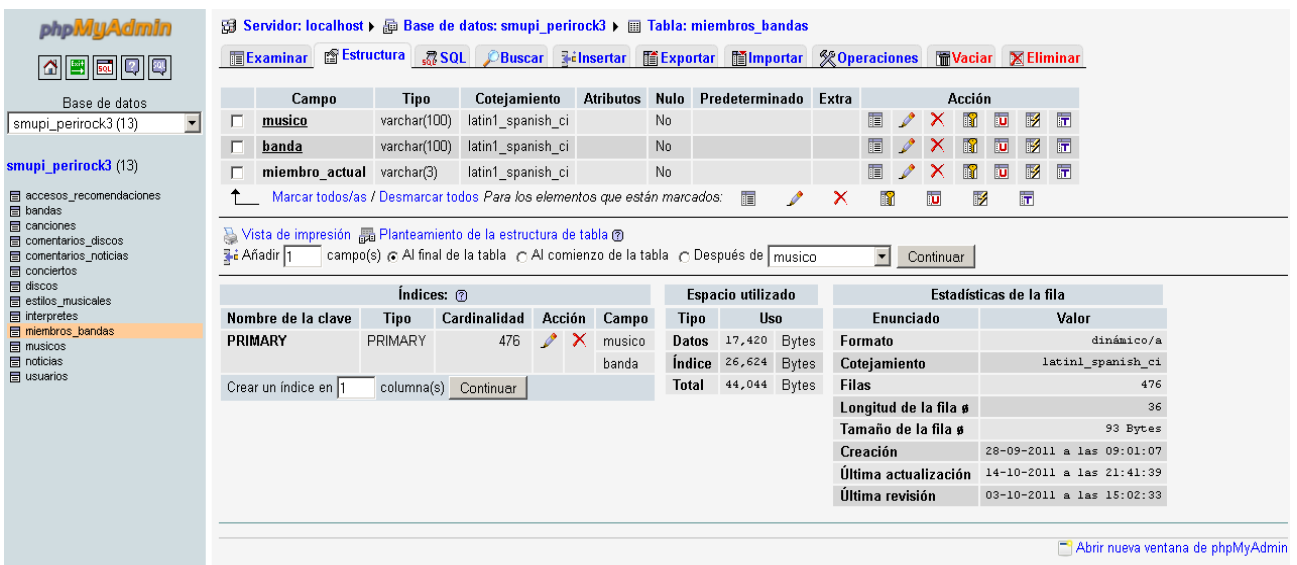 phpMyAdmin
Base de datos
smupi_perirock3 (13)
smupi_perirock3 (13)
accesos_recomendaciones
bandas
canciones
comentarios_discos
comentarios_noticias
conciertos
discos
estilos_musicales
interpretes
miembros_bandas
musicos
noticias
usuarios
Servidor: localhost Base de datos: smupi_perirock3 Tabla: miembros_bandas
Examinar Estructura SQL Buscar Insertar Exportar Importar Operaciones Vaciar Eliminar
Campo Tipo Cotejamiento Atributos Nulo Predeterminado Extra Acción
musico varchar(100) latin1_spanish_ci No
banda varchar(100) latin1_spanish_ci No
miembro_actual varchar(3) latin1_spanish_ci No
Marcar todos/as / Desmarcar todos Para los elementos que están marcados:
Vista de impresión Planteamiento de la estructura de tabla
Añadir 1 campo(s) Al final de la tabla Al comienzo de la tabla Después de musico Continuar
Índices:
Nombre de la clave Tipo Cardinalidad Acción Campo
PRIMARY PRIMARY 476 musico
banda
Crear un índice en 1 columna(s) Continuar
Espacio utilizado
Tipo Uso
Datos 17,420 Bytes
Índice 26,624 Bytes
Total 44,044 Bytes
Estadísticas de la fila
Enunciado Valor
Formato dinámico/a
Cotejamiento latin1_spanish_ci
Filas 476
Longitud de la fila ø 36
Tamaño de la fila ø 93 Bytes
Creación 28-09-2011 a las 09:01:07
Última actualización 14-10-2011 a las 21:41:39
Última revisión 03-10-2011 a las 15:02:33
Abrir nueva ventana de phpMyAdmin